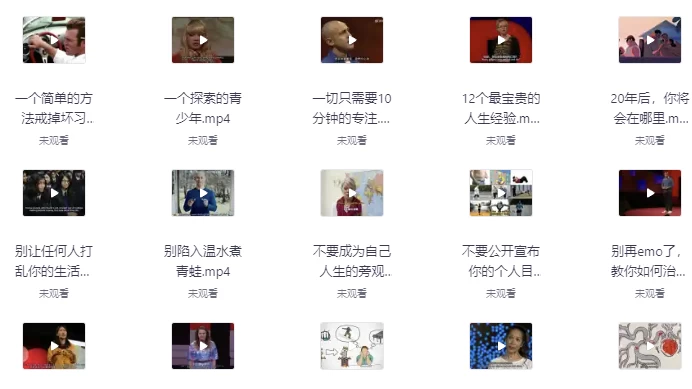 一个简单的方
法戒掉坏习...
未观看
一个探索的青
少年.mp4
未观看
一切只需要10
分钟的专注....
未观看
12个最宝贵的
人生经验.m...
未观看
20年后，你将
会在哪里.m...
未观看
别让任何人打
乱你的生活...
未观看
别陷入温水煮
青蛙.mp4
未观看
不要成为自己
人生的旁观...
未观看
不要公开宣布
你的个人目...
未观看
别再emo了，
教你如何治...
未观看